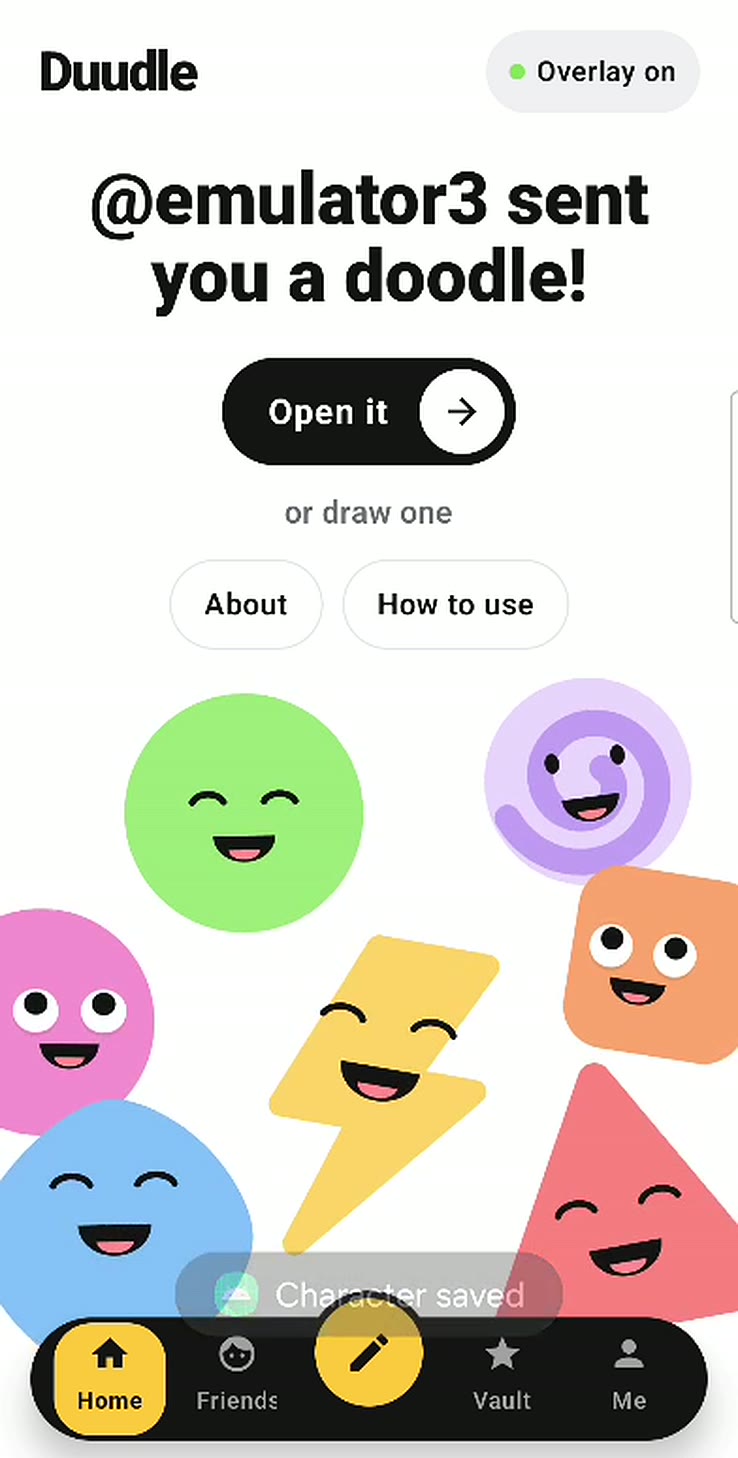 Duudle
Overlay on
@emulator3 sent
you a doodle!
Open it
or draw one
About
How to use
Character saved
Home
Friends
Vault
Me